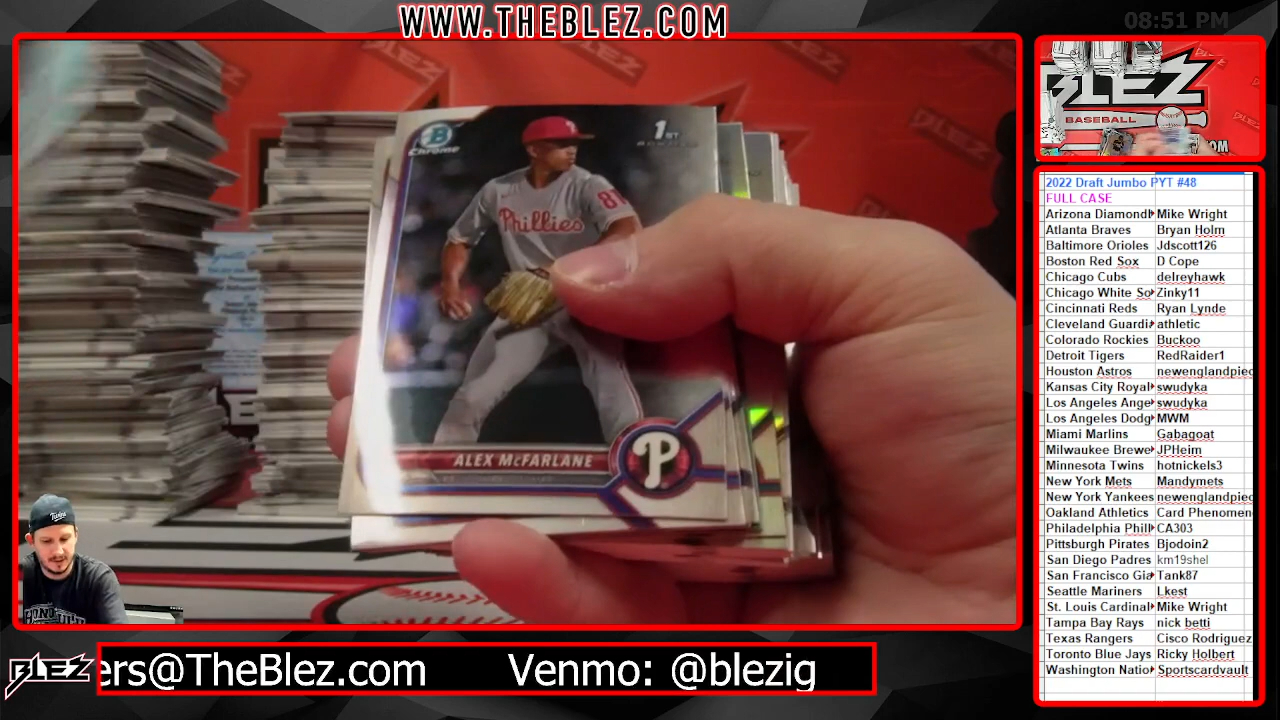 WWW.THEBLEZ.COM
08:51 PM
BLEZ
BASEBALL
B
Chrome
1ST
BOWMAN
Phillies
P
ALEX McFARLANE
2022 Draft Jumbo PYT #48
FULL CASE
Arizona Diamond Mike Wright
Atlanta Braves Bryan Holm
Baltimore Orioles Jdscott126
Boston Red Sox D Cope
Chicago Cubs delreyhawk
Chicago White So Zinky11
Cincinnati Reds Ryan Lynde
Cleveland Guardi athletic
Colorado Rockies Buckoo
Detroit Tigers RedRaider1
Houston Astros newenglandpiec
Kansas City Royal swudyka
Los Angeles Ange swudyka
Los Angeles Dodg MWM
Miami Marlins Gabagoat
Milwaukee Brewe JPHeim
Minnesota Twins hotnickels3
New York Mets Mandymets
New York Yankees newenglandpiec
Oakland Athletics Card Phenomen
Philadelphia Phill CA303
Pittsburgh Pirates Bjodoin2
San Diego Padres km19shel
San Francisco Gia Tank87
Seattle Mariners Lkest
St. Louis Cardinal Mike Wright
Tampa Bay Rays nick betti
Texas Rangers Cisco Rodriguez
Toronto Blue Jays Ricky Holbert
Washington Natio Sportscardvault
Twins
BLEZ
ers@TheBlez.com Venmo: @blezig